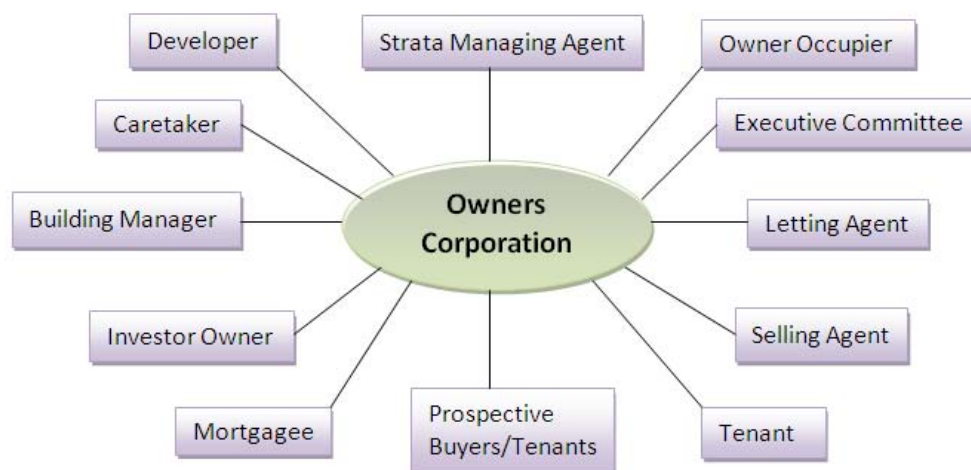 Developer
Strata Managing Agent
Owner Occupier
Caretaker
Executive Committee
Owners
Corporation
Building Manager
Letting Agent
Investor Owner
Selling Agent
Mortgagee
Prospective
Buyers/Tenants
Tenant